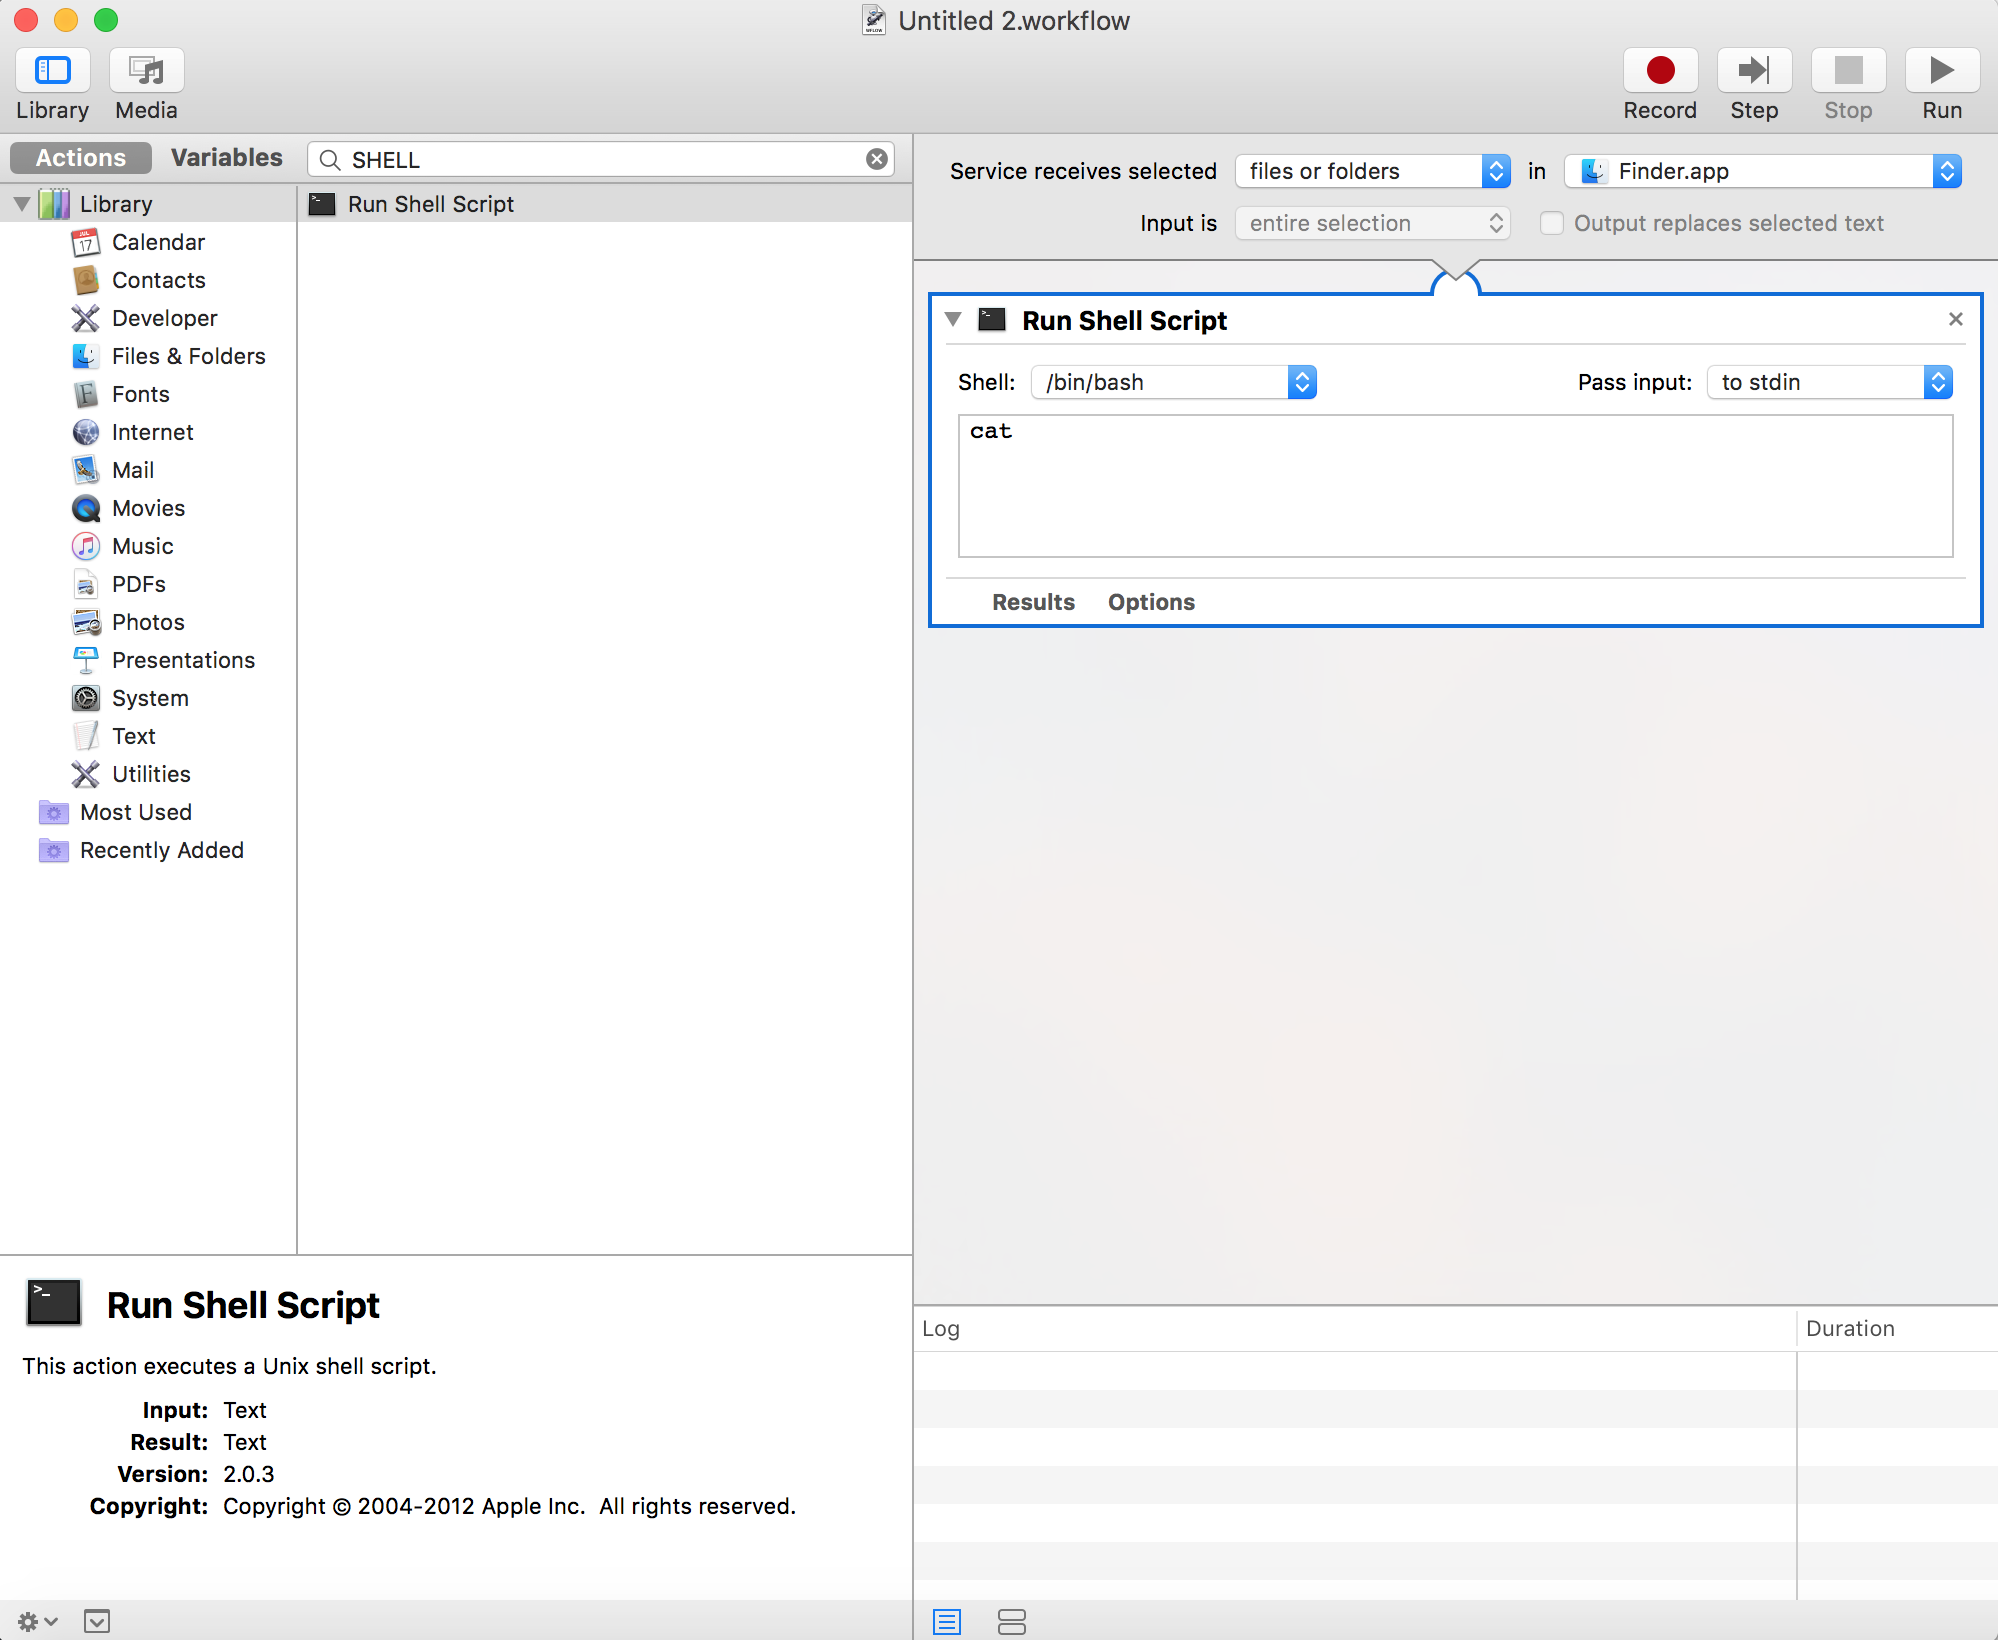 Untitled 2.workflow
Library Media Record Step Stop Run
Actions Variables SHELL
Library
Calendar
Contacts
Developer
Files & Folders
Fonts
Internet
Mail
Movies
Music
PDFs
Photos
Presentations
System
Text
Utilities
Most Used
Recently Added
Run Shell Script
Service receives selected files or folders in Finder.app
Input is entire selection Output replaces selected text
Run Shell Script
Shell: /bin/bash Pass input: to stdin
cat
Results Options
Run Shell Script
This action executes a Unix shell script.
Input: Text
Result: Text
Version: 2.0.3
Copyright: Copyright © 2004-2012 Apple Inc. All rights reserved.
Log Duration